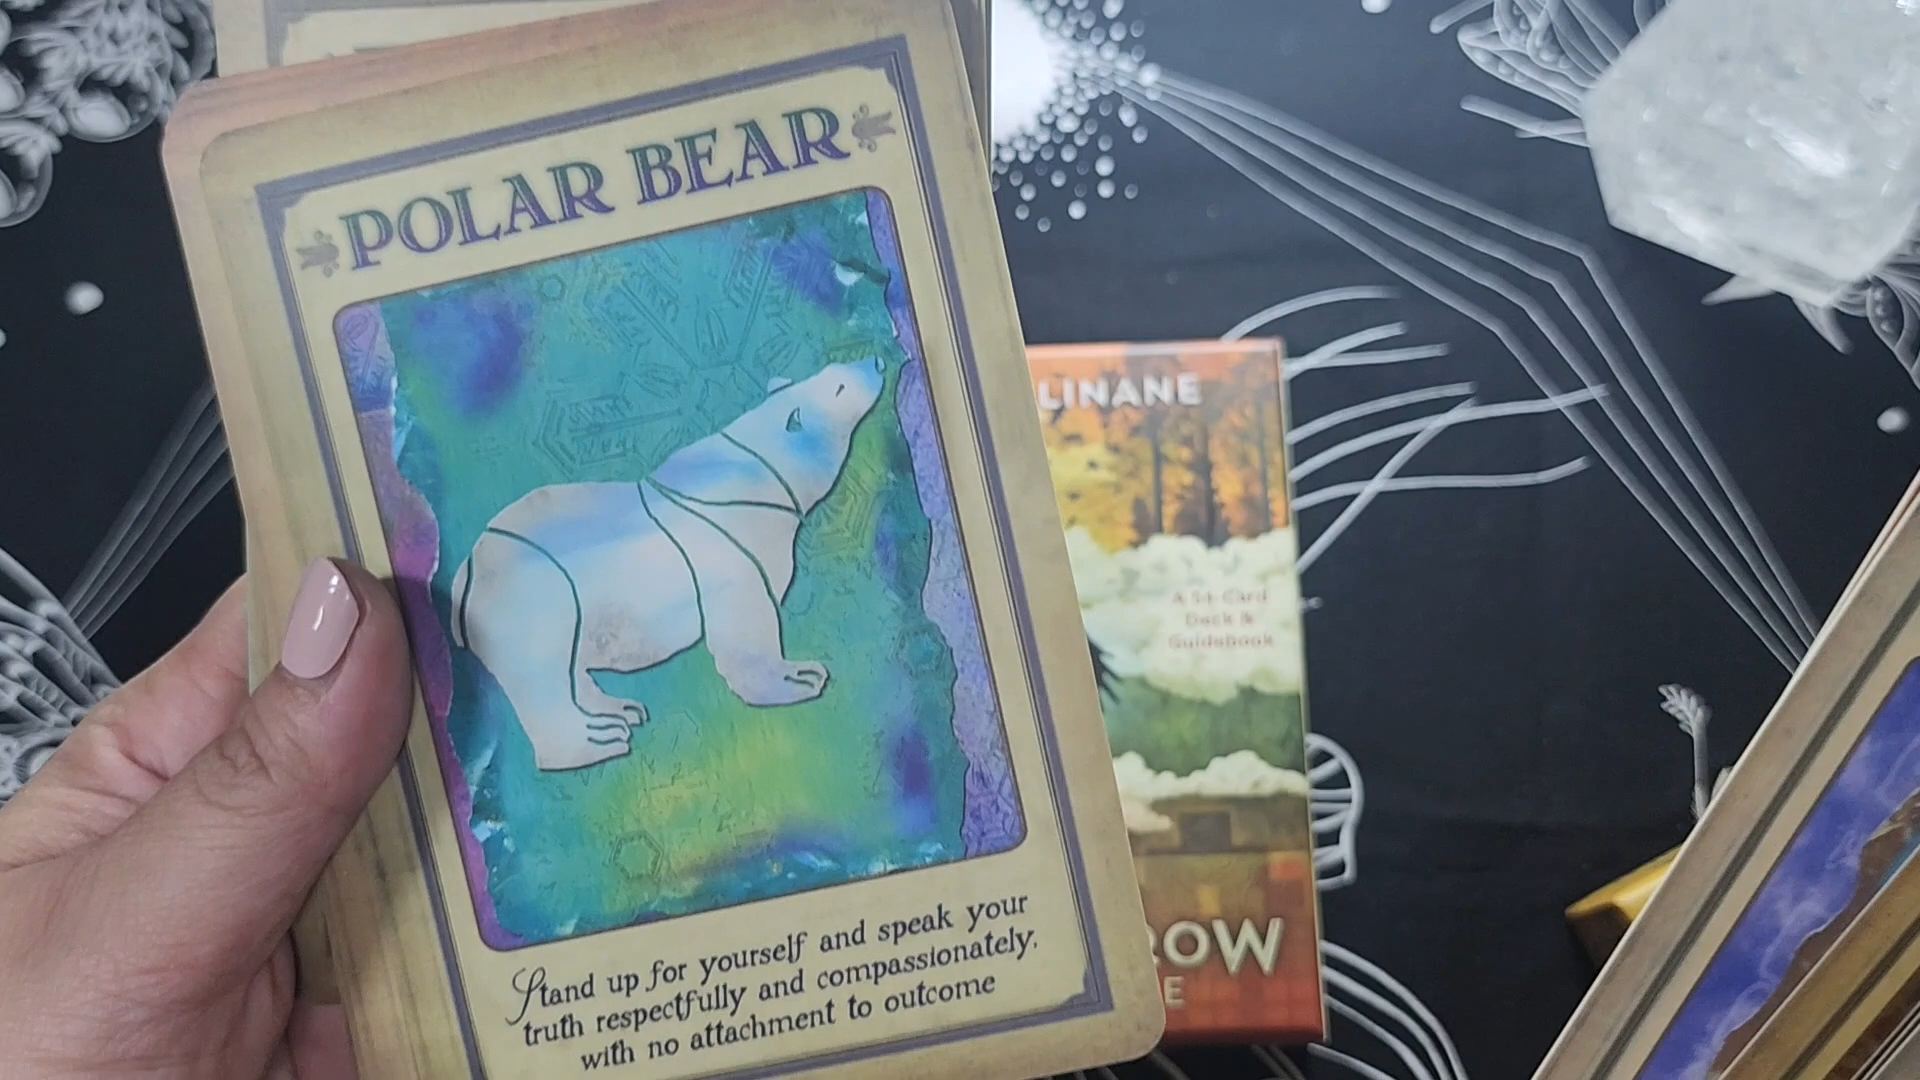 POLAR BEAR
Stand up for yourself and speak your
truth respectfully and compassionately.
with no attachment to outcome
LINANE
A 54-Card
Deck &
Guidebook
ROW
E